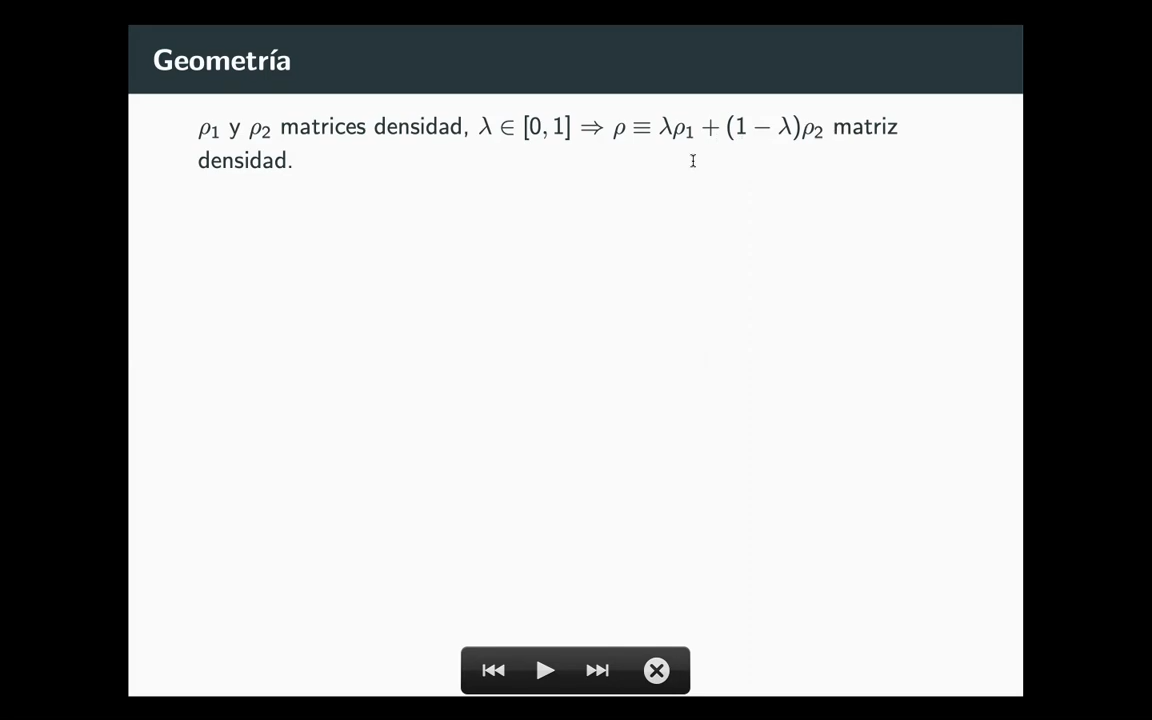 Geometría
ρ₁ y ρ₂ matrices densidad, λ ∈ [0, 1] ⇒ ρ ≡ λρ₁ + (1 − λ)ρ₂ matriz
densidad.